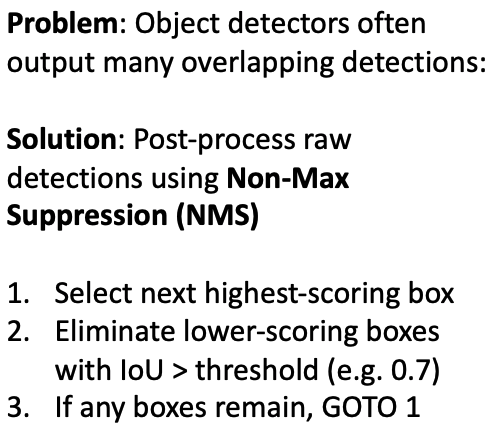 Problem: Object detectors often
output many overlapping detections:
Solution: Post-process raw
detections using Non-Max
Suppression (NMS)
1. Select next highest-scoring box
2. Eliminate lower-scoring boxes
with IoU > threshold (e.g. 0.7)
3. If any boxes remain, GOTO 1